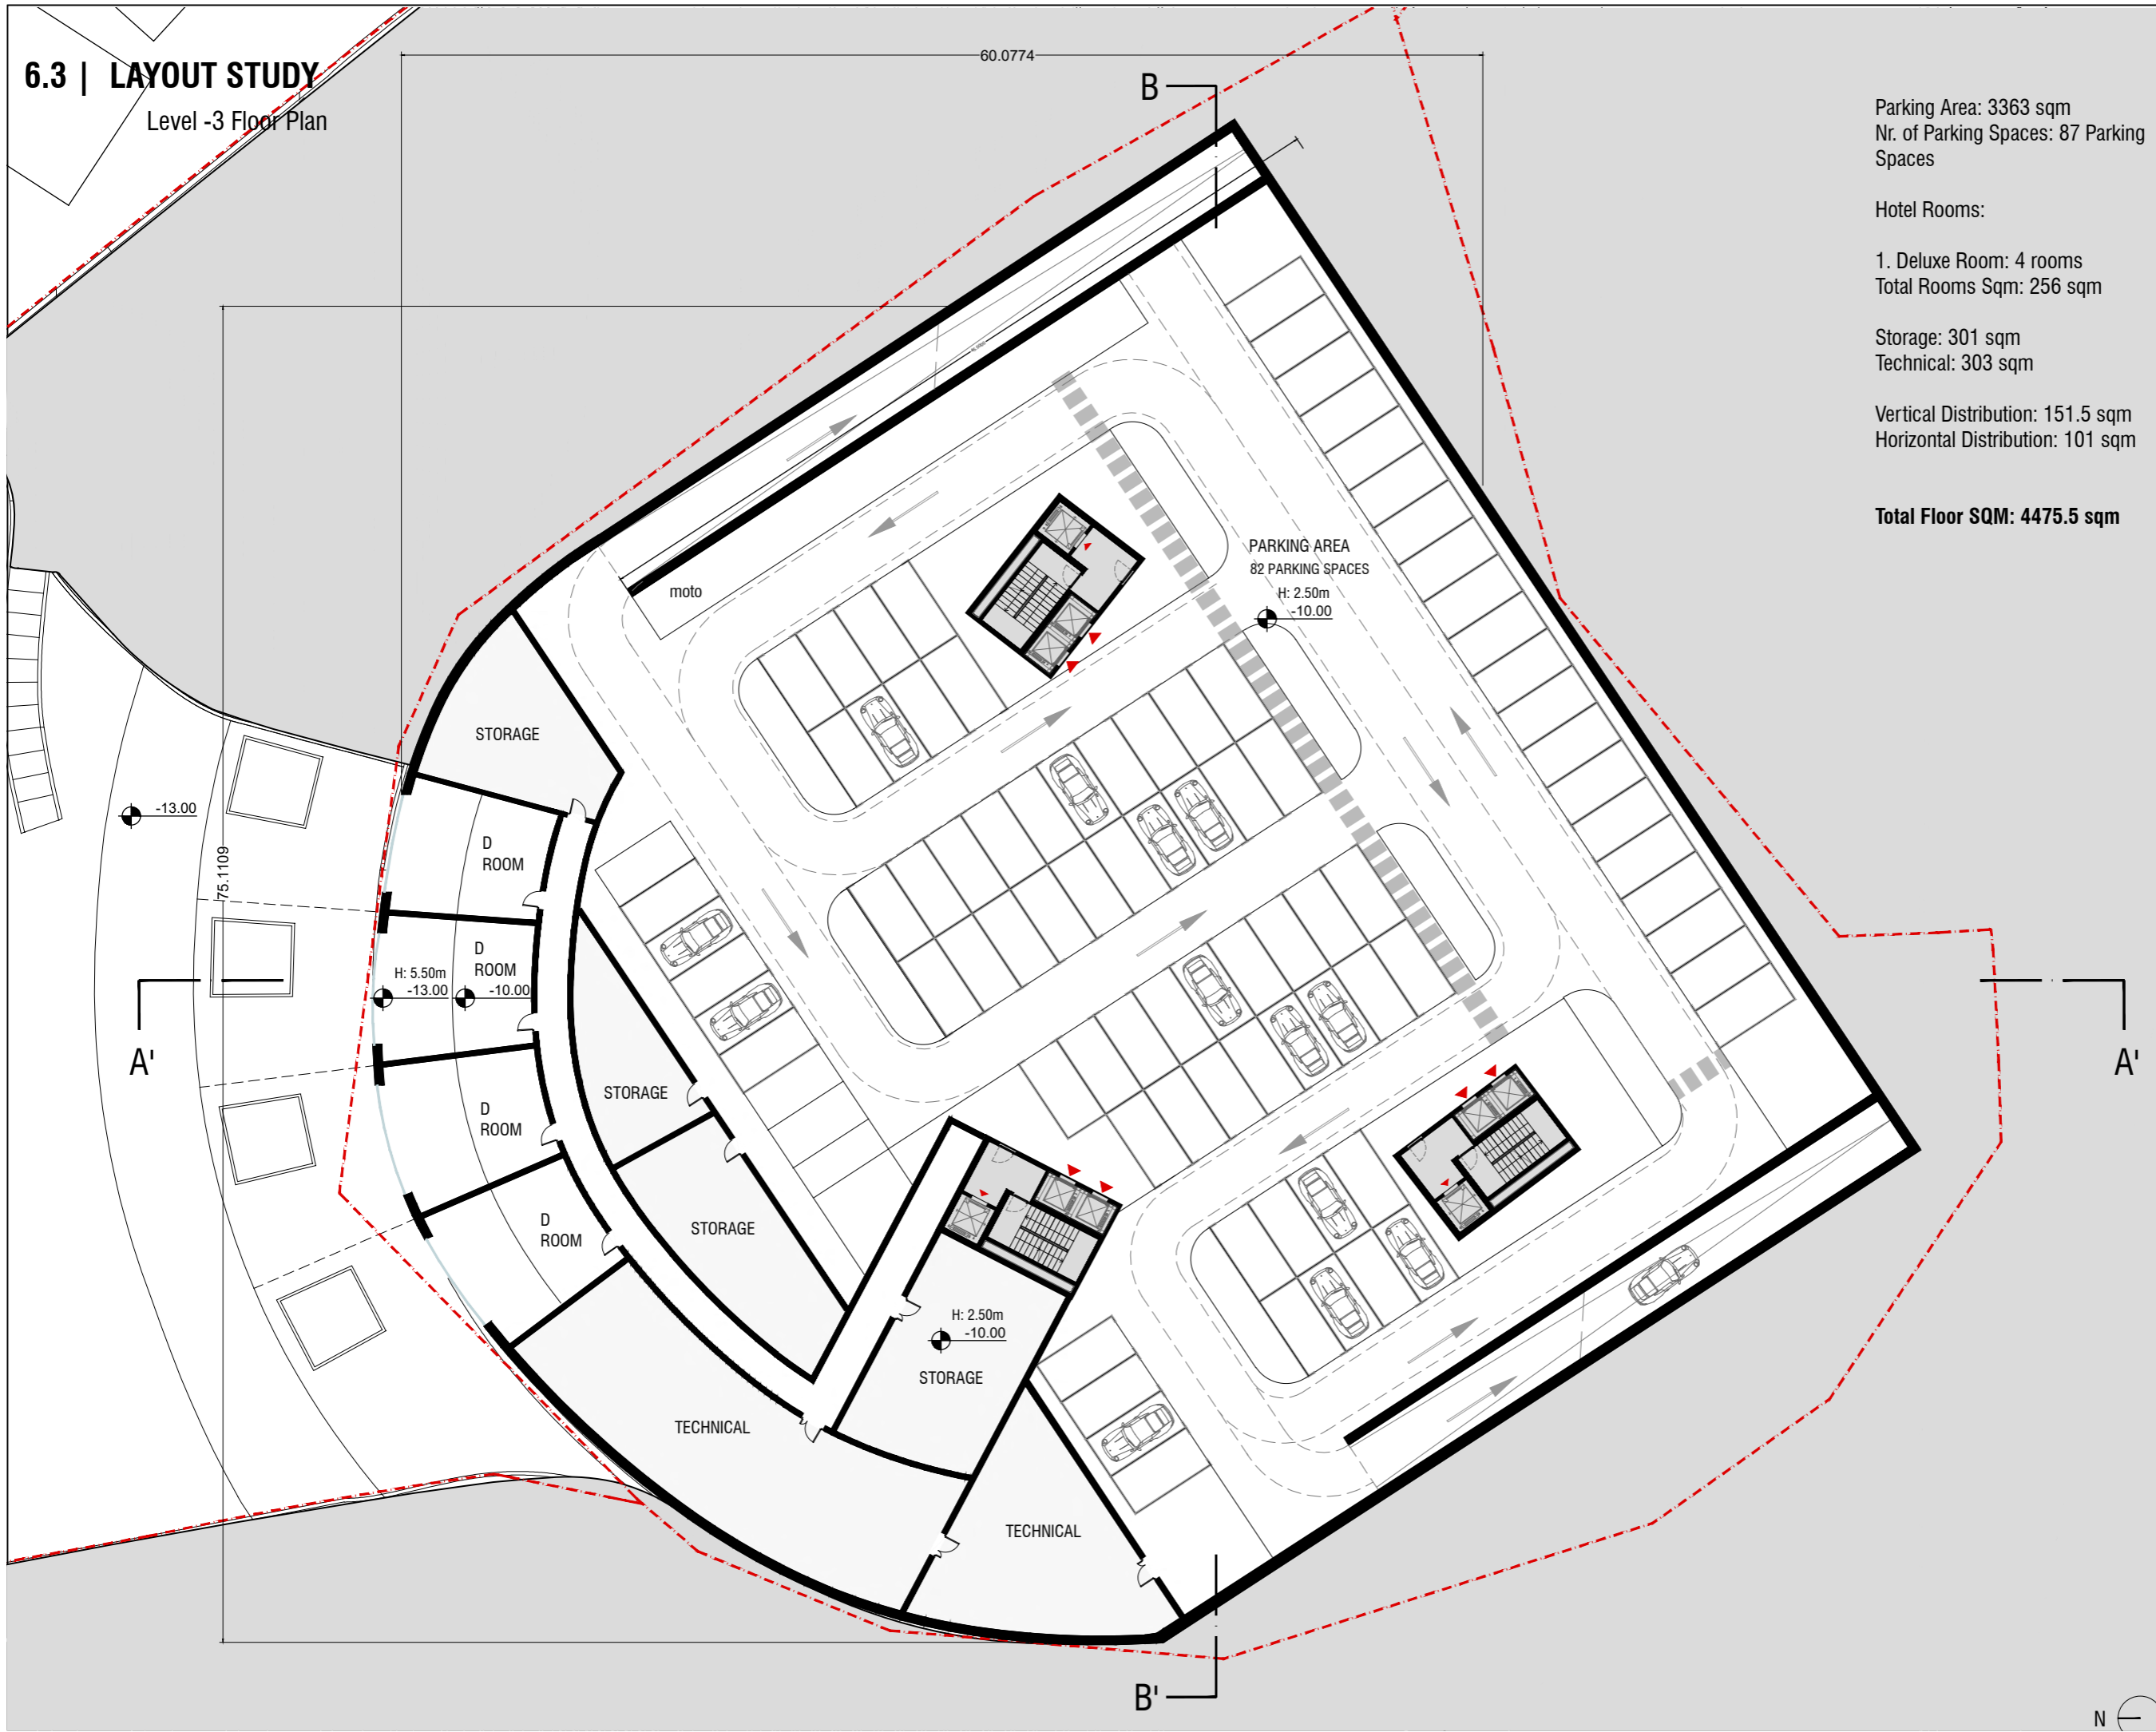 6.3 | LAYOUT STUDY
Level -3 Floor Plan
60.0774
B
Parking Area: 3363 sqm
Nr. of Parking Spaces: 87 Parking
Spaces
Hotel Rooms:
1. Deluxe Room: 4 rooms
Total Rooms Sqm: 256 sqm
Storage: 301 sqm
Technical: 303 sqm
Vertical Distribution: 151.5 sqm
Horizontal Distribution: 101 sqm
Total Floor SQM: 4475.5 sqm
PARKING AREA
82 PARKING SPACES
H: 2.50m
-10.00
moto
STORAGE
-13.00
75.1109
D
ROOM
D
ROOM
H: 5.50m
-13.00
-10.00
A'
A'
STORAGE
D
ROOM
STORAGE
D
ROOM
H: 2.50m
-10.00
STORAGE
TECHNICAL
TECHNICAL
B'
N